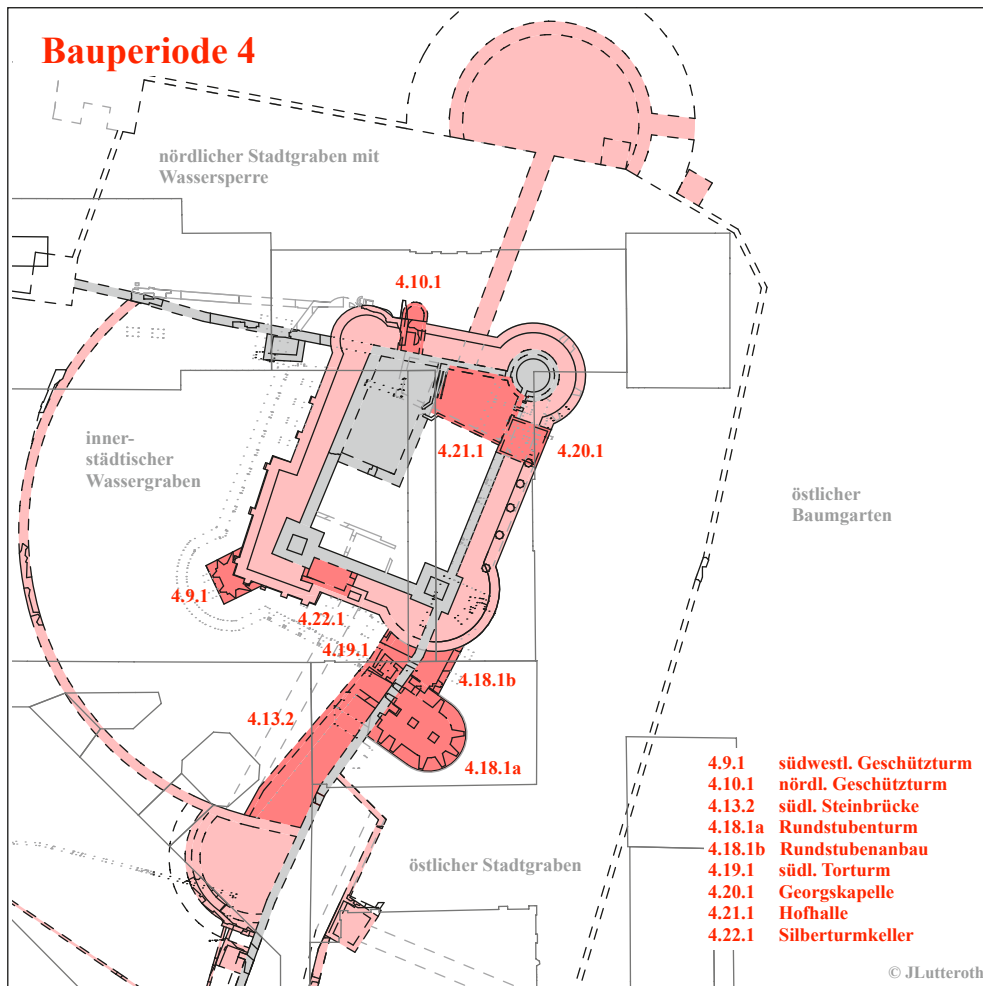 Bauperiode 4
nördlicher Stadtgraben mit
Wassersperre
4.10.1
inner-
städtischer
Wassergraben
4.21.1
4.20.1
östlicher
Baumgarten
4.9.1
4.22.1
4.19.1
4.18.1b
4.13.2
4.18.1a
östlicher Stadtgraben
4.9.1 südwestl. Geschützturm
4.10.1 nördl. Geschützturm
4.13.2 südl. Steinbrücke
4.18.1a Rundstubenturm
4.18.1b Rundstubenanbau
4.19.1 südl. Torturm
4.20.1 Georgskapelle
4.21.1 Hofhalle
4.22.1 Silberturmkeller
© JLutteroth